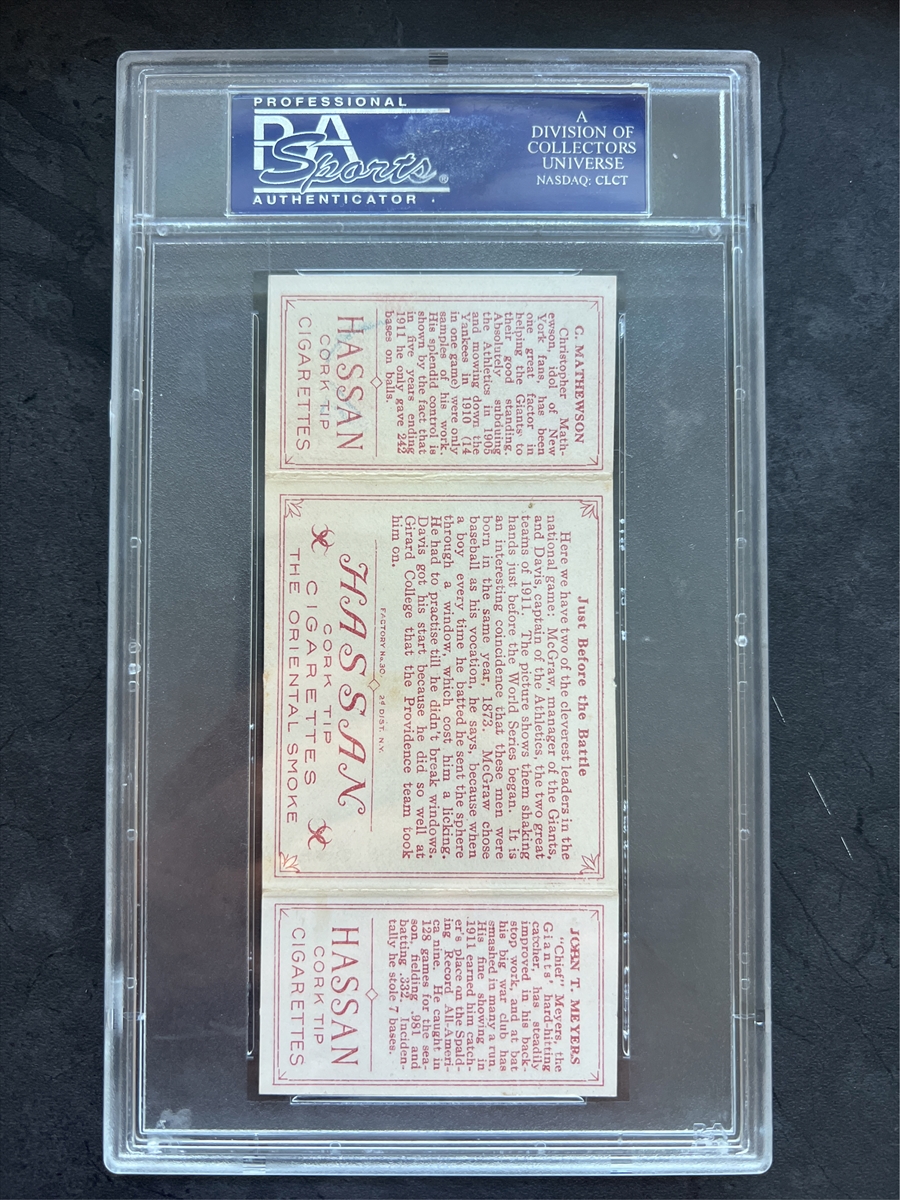 PROFESSIONAL
PSA
Sports®
AUTHENTICATOR
A
DIVISION OF
COLLECTORS
UNIVERSE
NASDAQ: CLCT
C. MATHEWSON
Christopher Math-
ewson, idol of New
York fans, has been
one great factor in
helping the Giants to
their good standing.
Absolutely subduing
the Athletics in 1905
and mowing down the
Yankees in 1910 (14
in one game) were only
samples of his work.
His splendid control is
shown by the fact that
in five years ending
1911 he only gave 242
bases on balls.
HASSAN
CORK TIP
CIGARETTES
Just Before the Battle
Here we have two of the cleverest leaders in the
national game: McGraw, manager of the Giants,
and Davis, captain of the Athletics, the two great
teams of 1911. The picture shows them shaking
hands just before the World Series began. It is
an interesting coincidence that these men were
born in the same year, 1873. McGraw chose
baseball as his vocation, he says, because when
a boy every time he batted he sent the sphere
through a window, which cost him a licking.
He had to practise till he didn't break windows.
Davis got his start because he did so well at
Girard College that the Providence team took
him on.
FACTORY No. 30. 2d DIST. N.Y.
HASSAN
CORK TIP
CIGARETTES
THE ORIENTAL SMOKE
JOHN T. MEYERS
"Chief" Meyers, the
Giants' hard-hitting
catcher, has steadily
improved in his back-
stop work, and at bat
his big war club has
smashed in many a run.
His fine showing in
1911 earned him catch-
er's place on the Spald-
ing Record All-Ameri-
ca nine. He caught in
128 games for the sea-
son, fielding .981 and
batting .332. Inciden-
tally he stole 7 bases.
HASSAN
CORK TIP
CIGARETTES